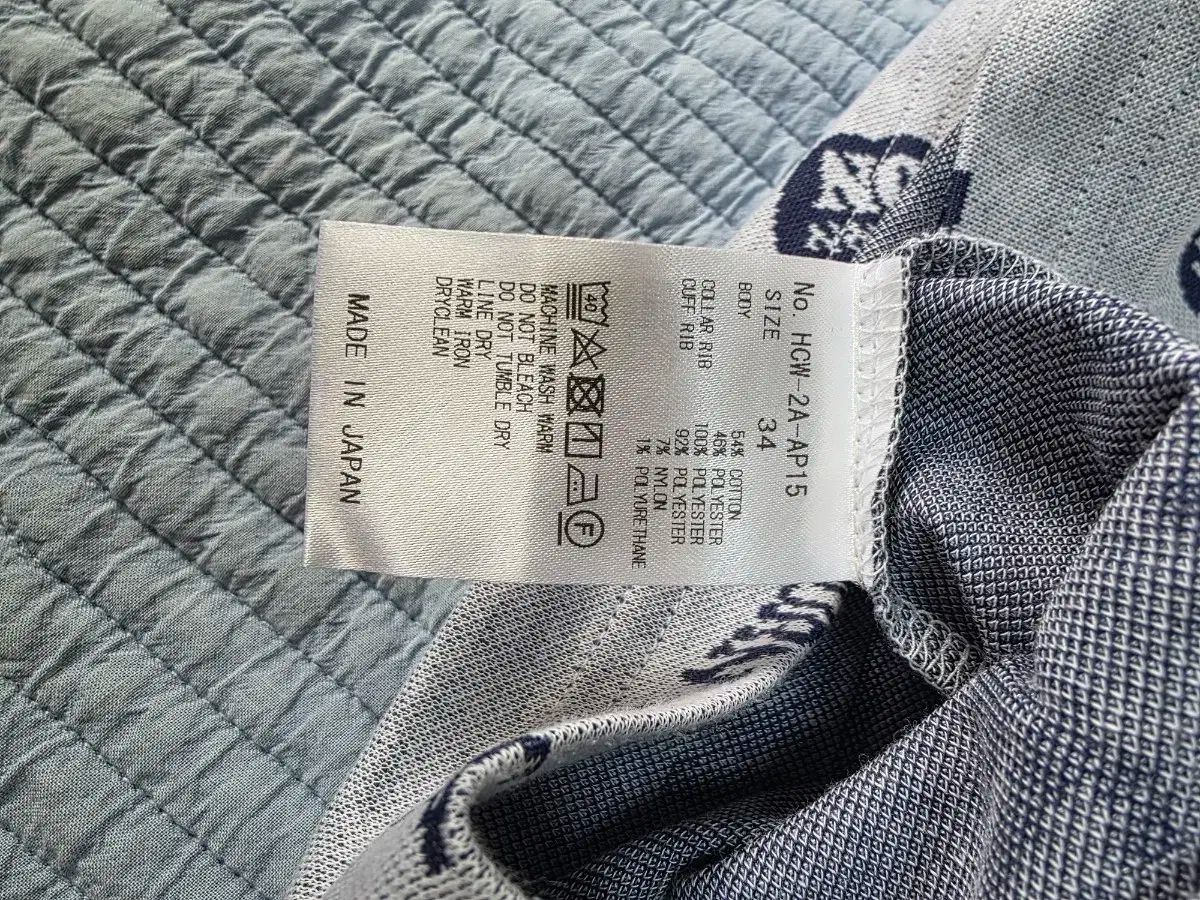 No. HGW-2A-AP15
SIZE 34
BODY 54% COTTON
46% POLYESTER
COLLAR RIB 100% POLYESTER
CUFF RIB 92% POLYESTER
7% NYLON
1% POLYURETHANE
40 F
MACHINE WASH WARM
DO NOT BLEACH
DO NOT TUMBLE DRY
LINE DRY
WARM IRON
DRYCLEAN
MADE IN JAPAN